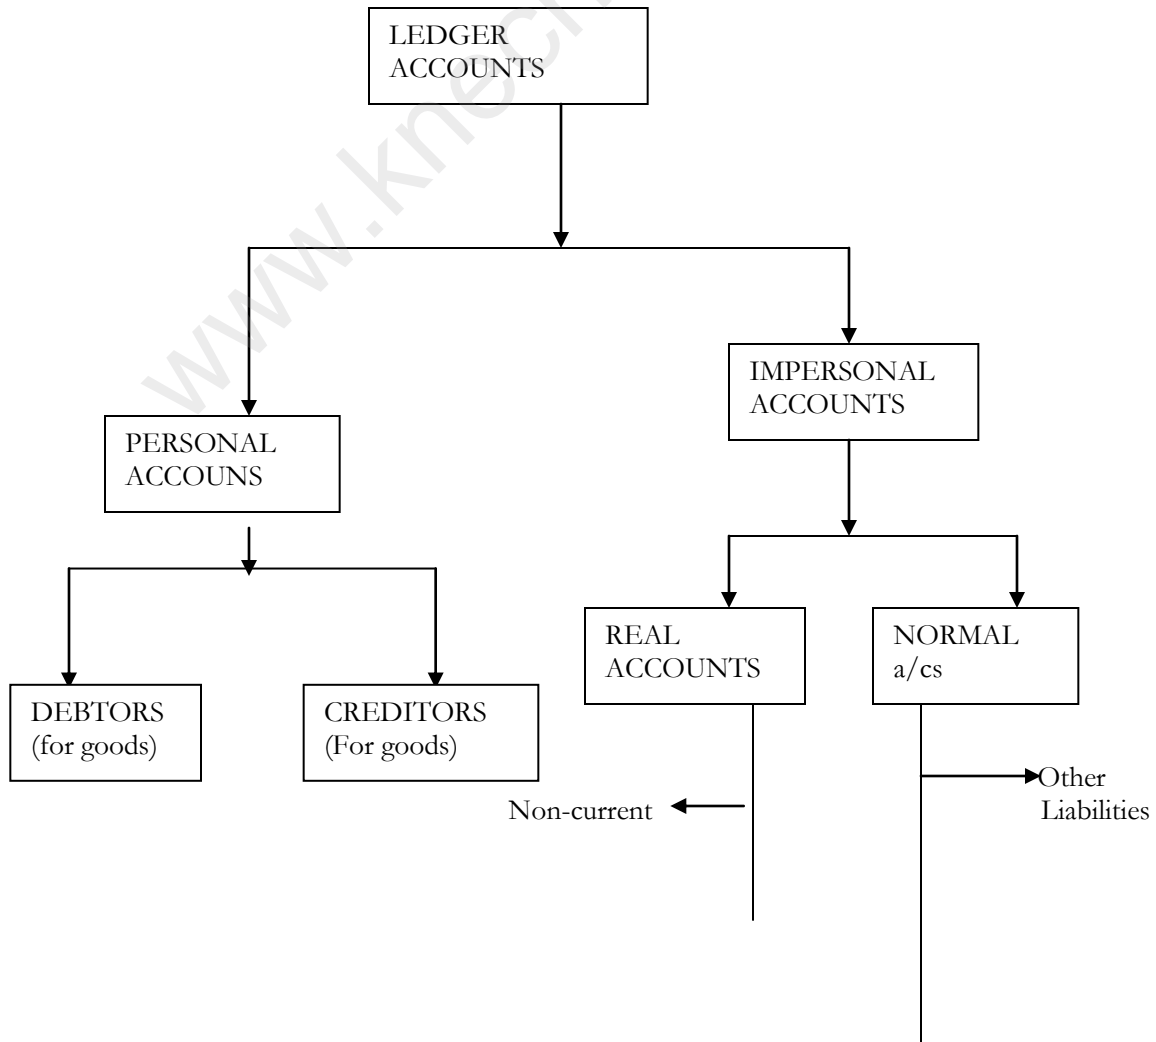 LEDGER
ACCOUNTS
IMPERSONAL
ACCOUNTS
PERSONAL
ACCOUNS
REAL
ACCOUNTS
NORMAL
a/cs
DEBTORS
(for goods)
CREDITORS
(For goods)
Other
Liabilities
Non-current